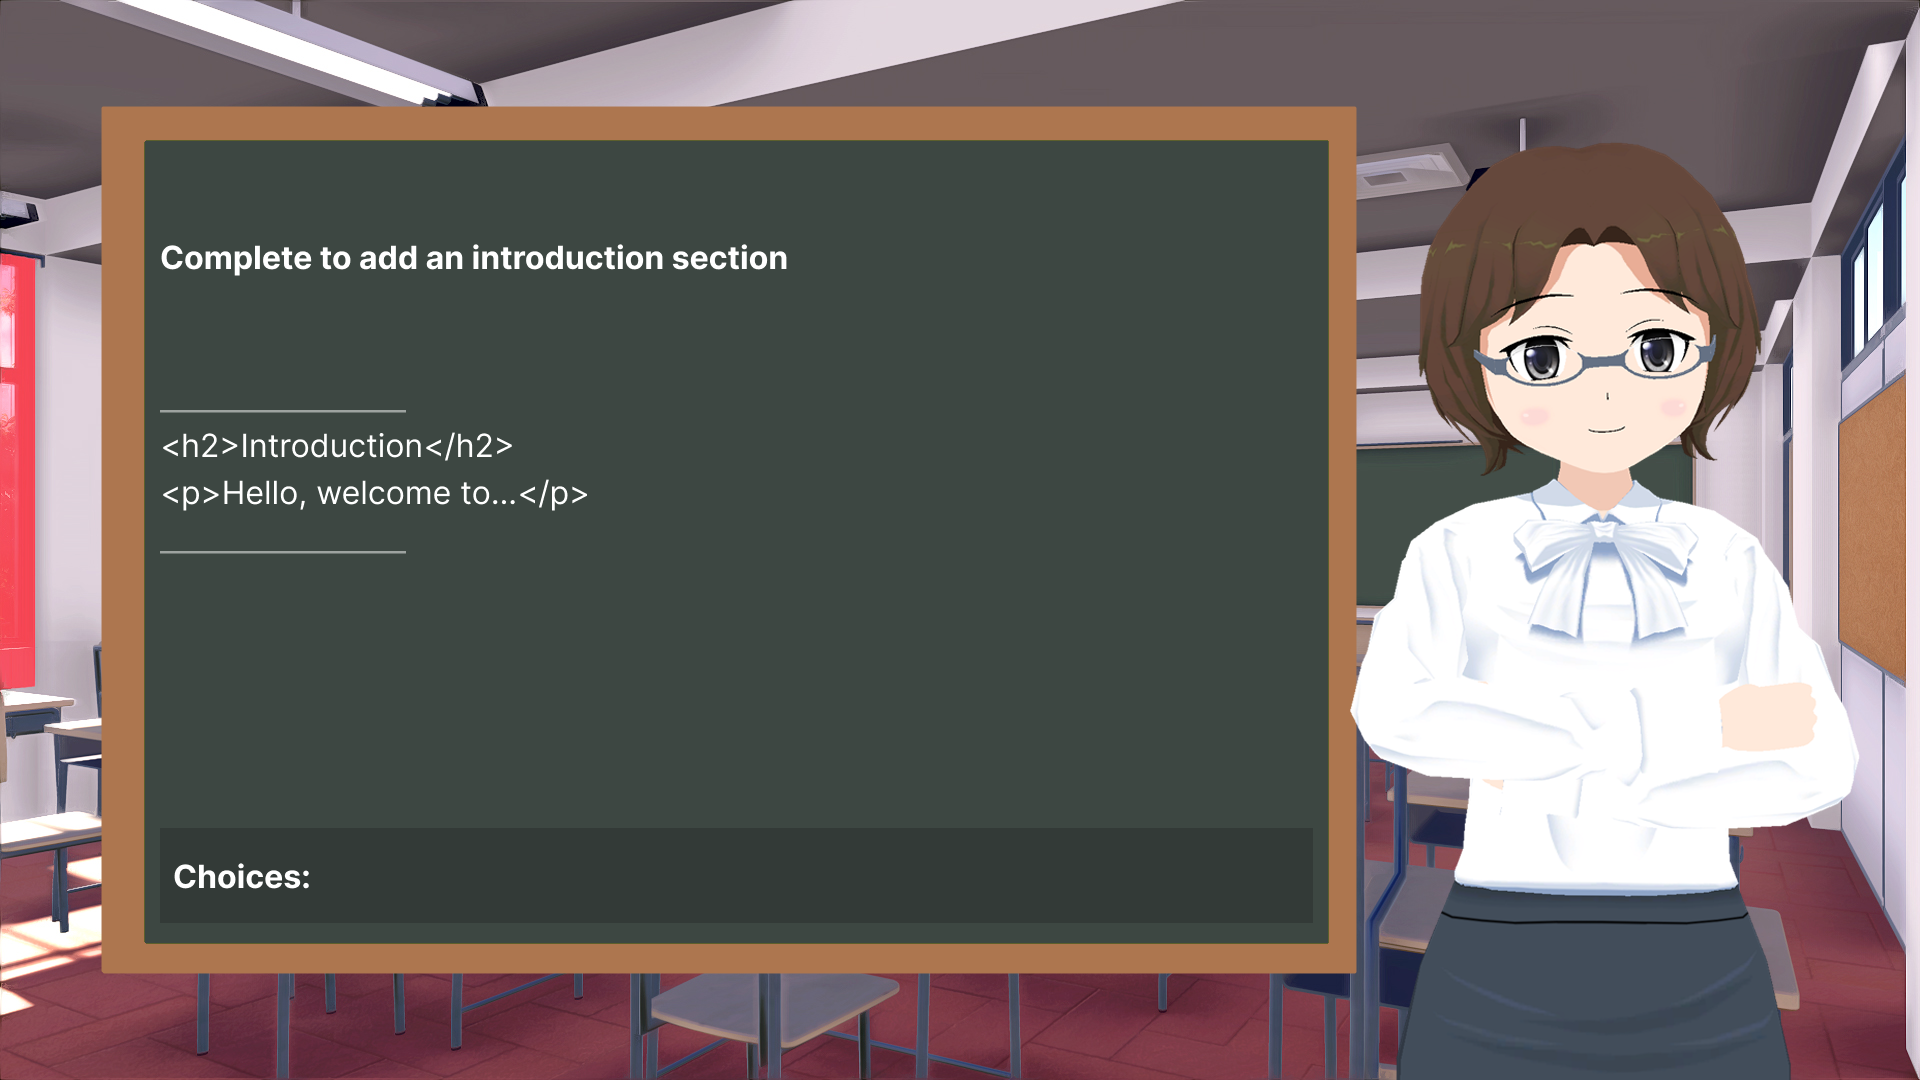 Complete to add an introduction section
<h2>Introduction</h2>
<p>Hello, welcome to...</p>
Choices: